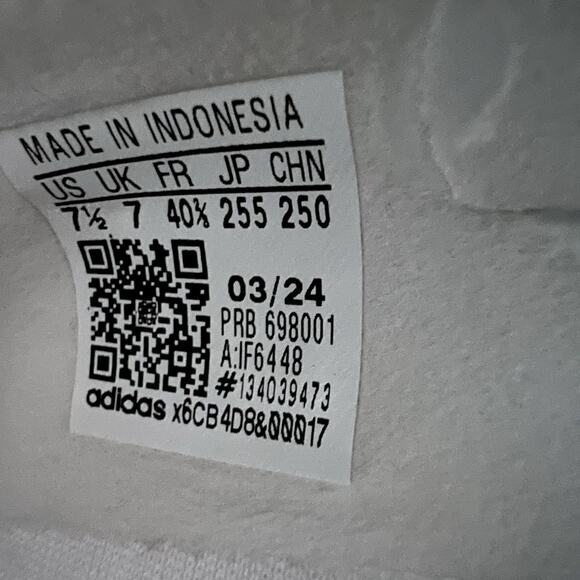 MADE IN INDONESIA
US UK FR JP CHN
7½ 7 40⅔ 255 250
03/24
PRB 698001
A:IF6448
#134039473
adidas x6CB4D8&00017